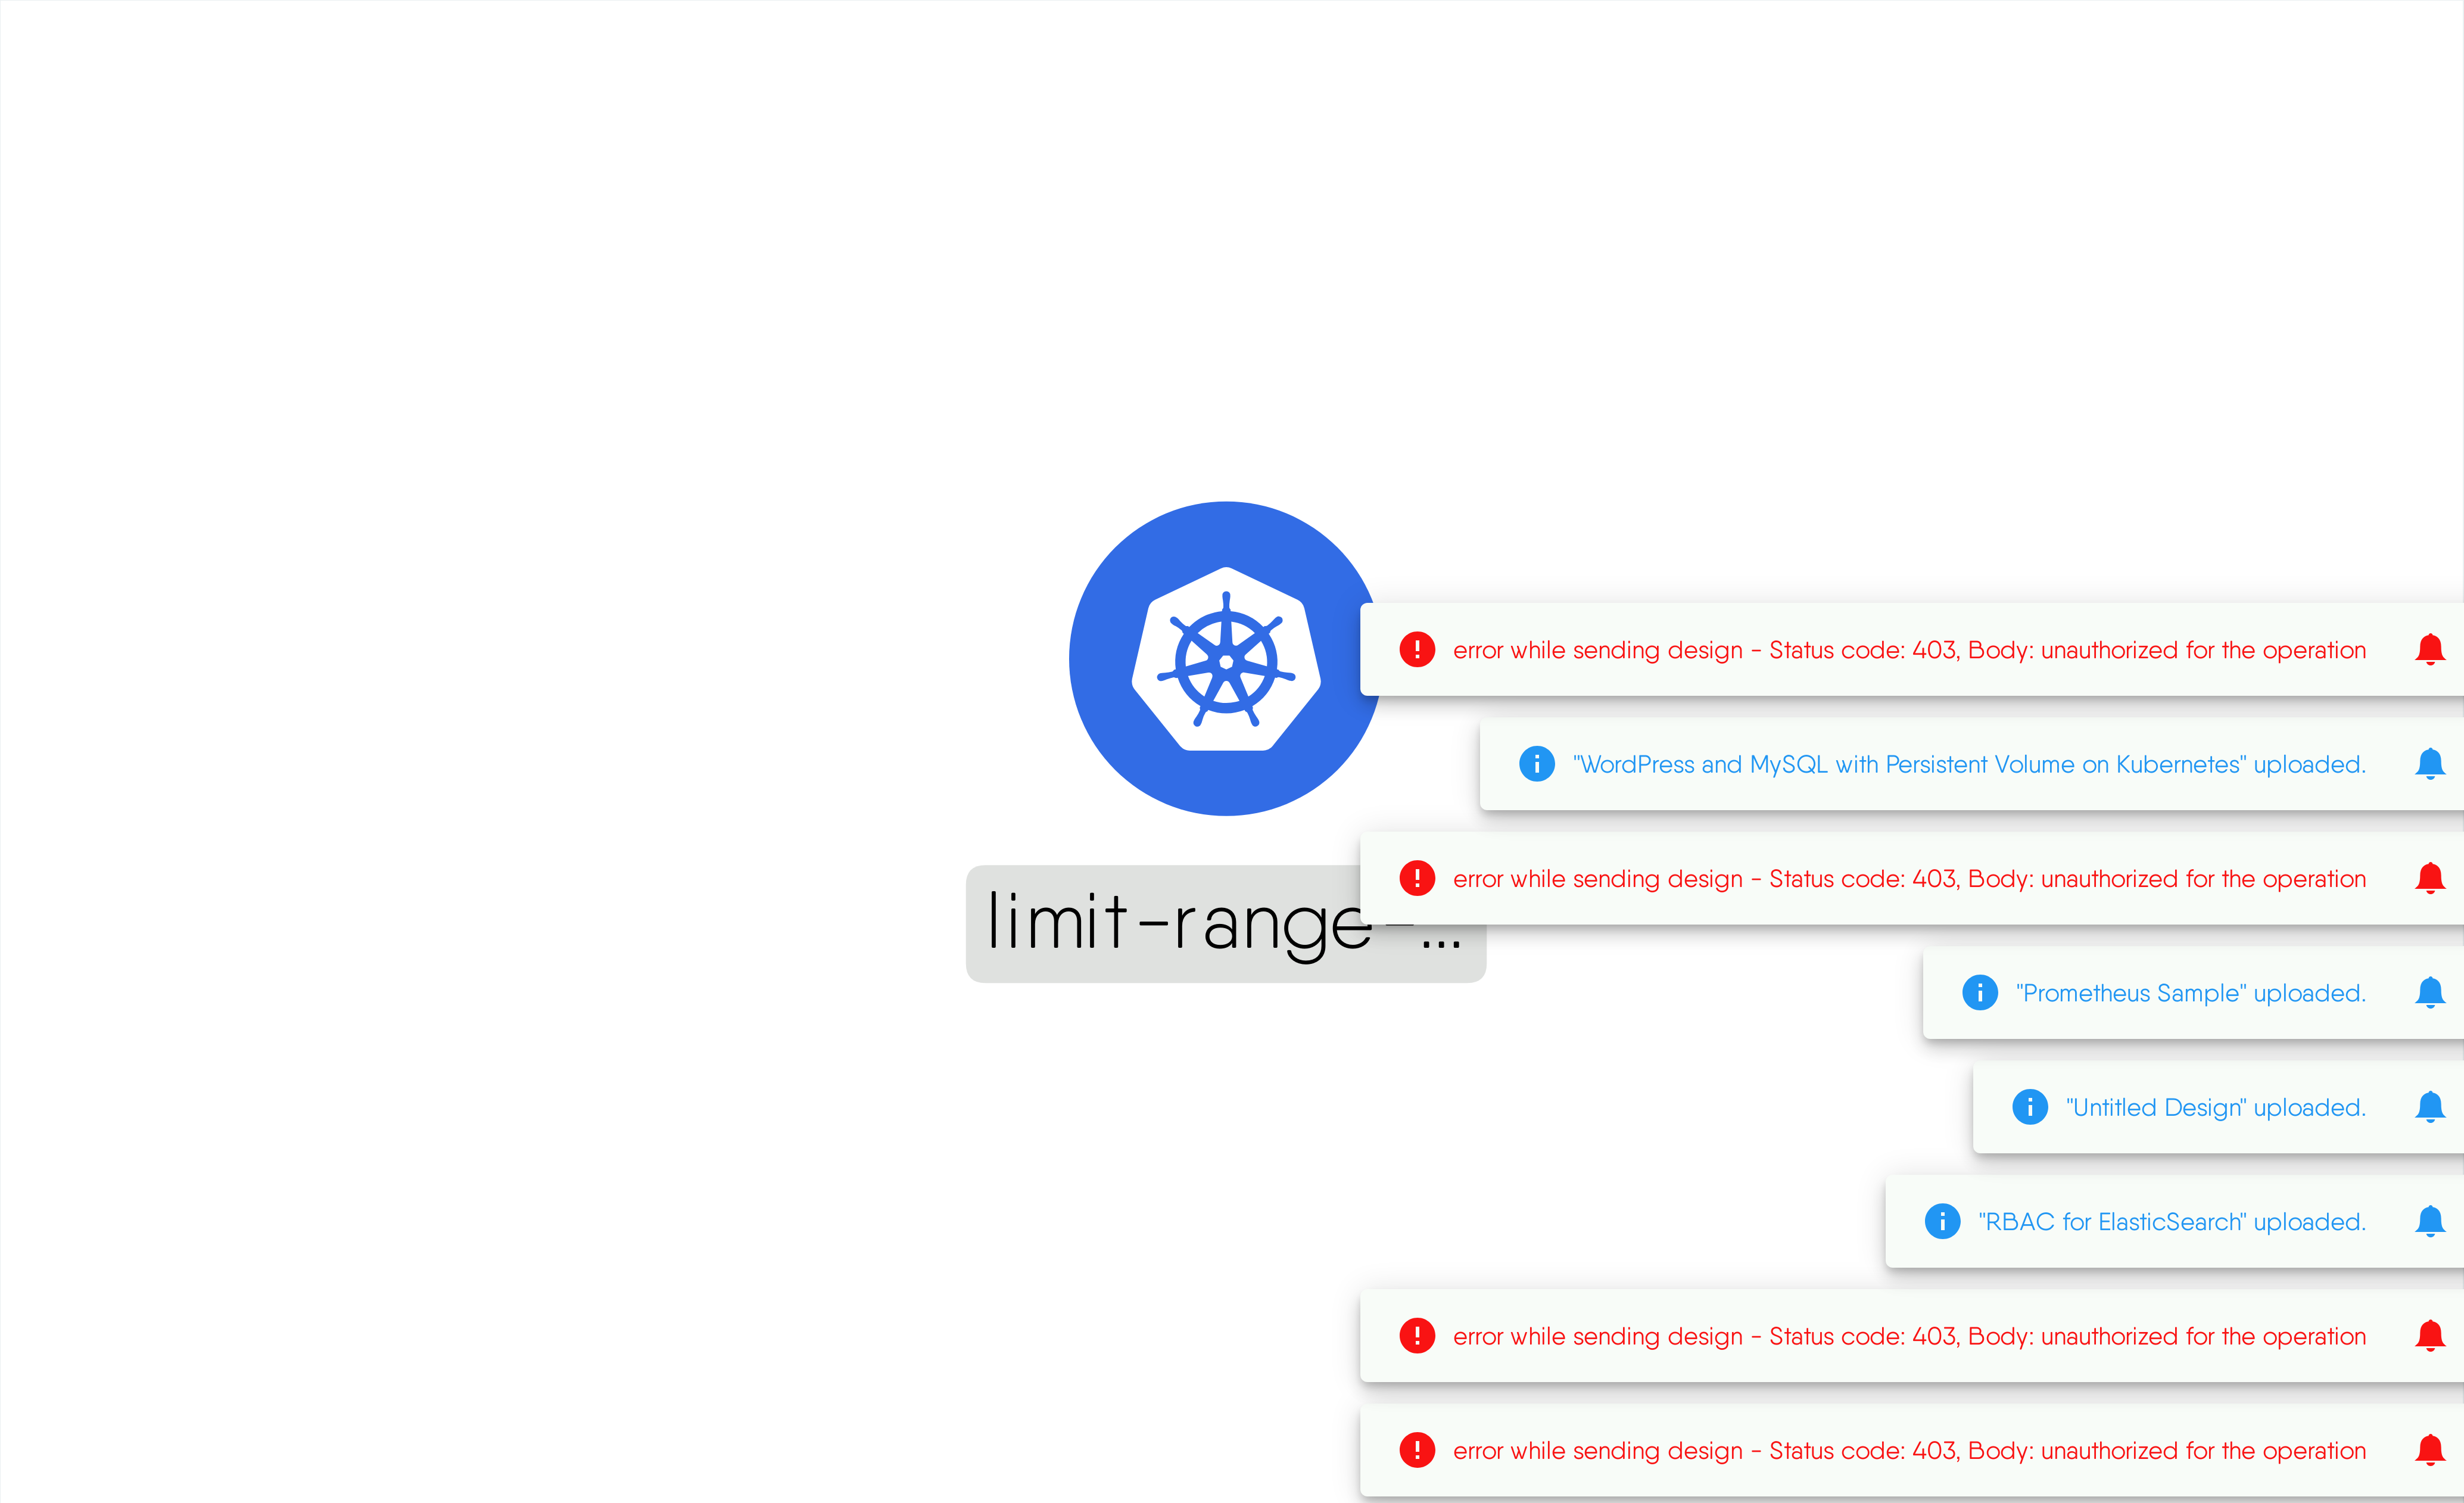 error while sending design - Status code: 403, Body: unauthorized for the operation
"WordPress and MySQL with Persistent Volume on Kubernetes" uploaded.
error while sending design - Status code: 403, Body: unauthorized for the operation
limit-range-...
"Prometheus Sample" uploaded.
"Untitled Design" uploaded.
"RBAC for ElasticSearch" uploaded.
error while sending design - Status code: 403, Body: unauthorized for the operation
error while sending design - Status code: 403, Body: unauthorized for the operation